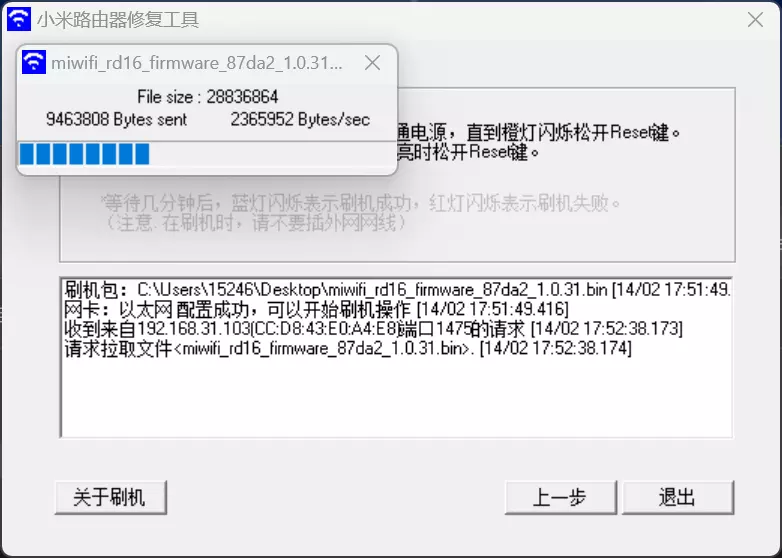 小米路由器修复工具
miwifi_rd16_firmware_87da2_1.0.31...
File size : 28836864
9463808 Bytes sent 2365952 Bytes/sec
通电源，直到橙灯闪烁松开Reset键。
亮时松开Reset键。
*等待几分钟后，蓝灯闪烁表示刷机成功，红灯闪烁表示刷机失败。
（注意. 在刷机时，请不要插外网网线）
刷机包：C:\Users\15246\Desktop\miwifi_rd16_firmware_87da2_1.0.31.bin [14/02 17:51:49.
网卡：以太网 配置成功，可以开始刷机操作 [14/02 17:51:49.416]
收到来自192.168.31.103(CC:D8:43:E0:A4:E8)端口1475的请求 [14/02 17:52:38.173]
请求拉取文件<miwifi_rd16_firmware_87da2_1.0.31.bin>. [14/02 17:52:38.174]
关于刷机
上一步
退出